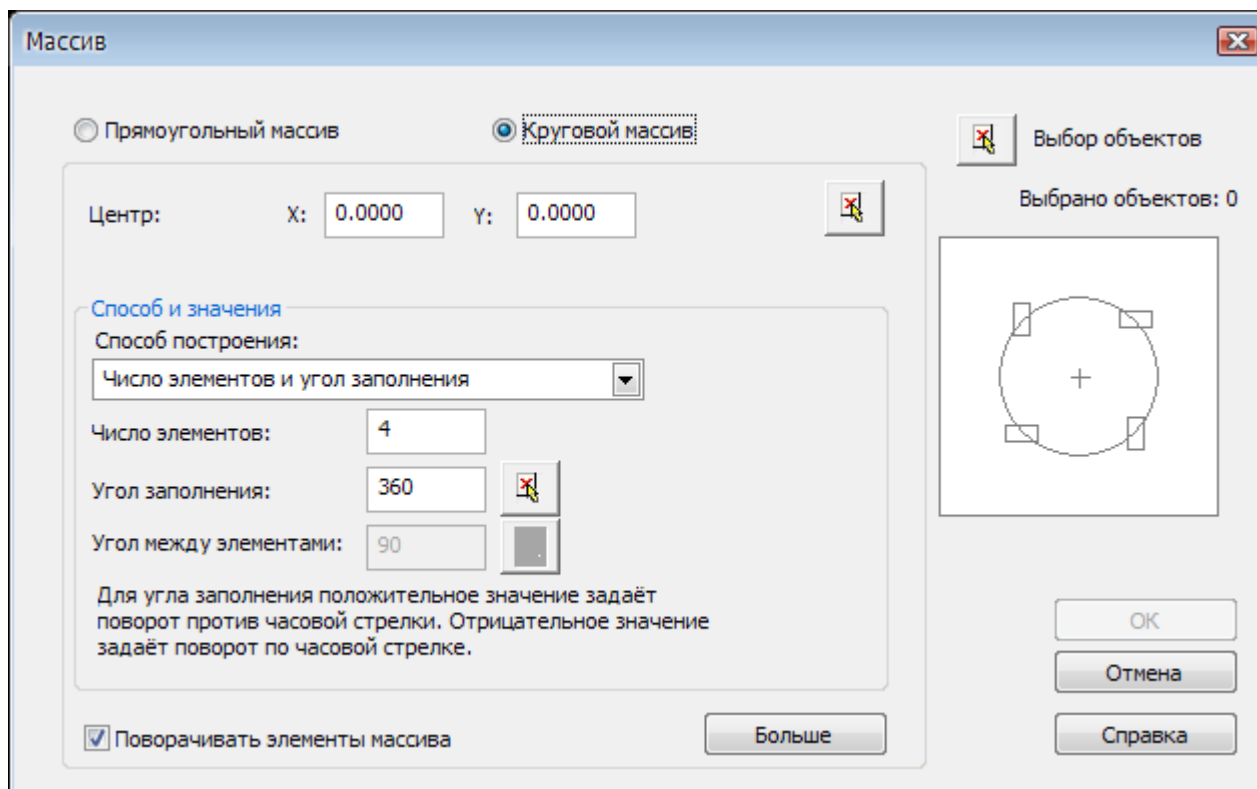 Массив
Прямоугольный массив
Круговой массив
Выбор объектов
Выбрано объектов: 0
Центр: X: 0.0000 Y: 0.0000
Способ и значения
Способ построения:
Число элементов и угол заполнения
Число элементов: 4
Угол заполнения: 360
Угол между элементами: 90
Для угла заполнения положительное значение задаёт
поворот против часовой стрелки. Отрицательное значение
задаёт поворот по часовой стрелке.
Поворачивать элементы массива
Больше
ОК
Отмена
Справка